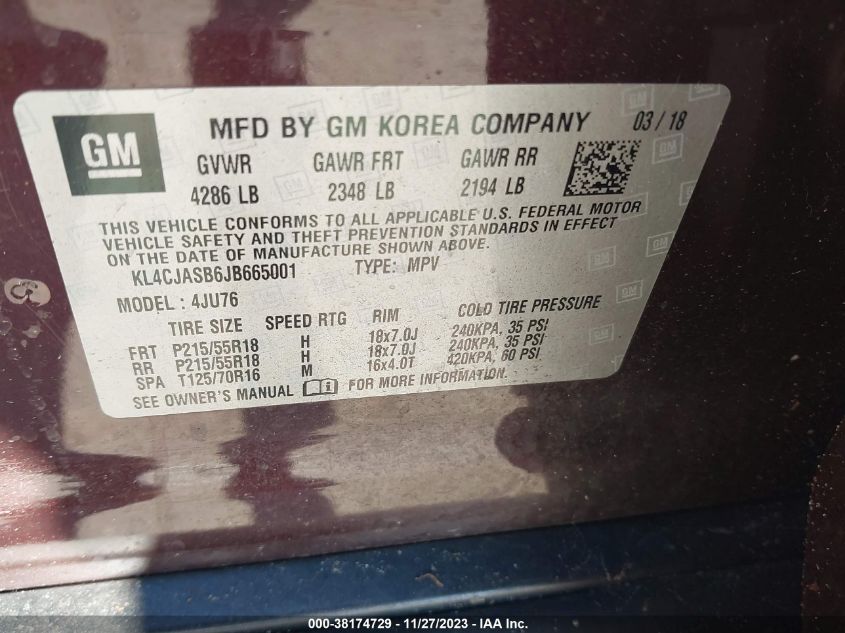 GM MFD BY GM KOREA COMPANY 03 / 18
GVWR GAWR FRT GAWR RR
4286 LB 2348 LB 2194 LB
THIS VEHICLE CONFORMS TO ALL APPLICABLE U.S. FEDERAL MOTOR
VEHICLE SAFETY AND THEFT PREVENTION STANDARDS IN EFFECT
ON THE DATE OF MANUFACTURE SHOWN ABOVE.
KL4CJASB6JB665001 TYPE: MPV
MODEL : 4JU76
TIRE SIZE SPEED RTG RIM COLD TIRE PRESSURE
FRT P215/55R18 H 18x7.0J 240KPA, 35 PSI
RR P215/55R18 H 18x7.0J 240KPA, 35 PSI
SPA T125/70R16 M 16x4.0T 420KPA, 60 PSI
SEE OWNER'S MANUAL FOR MORE INFORMATION.
000-38174729 - 11/27/2023 - IAA Inc.